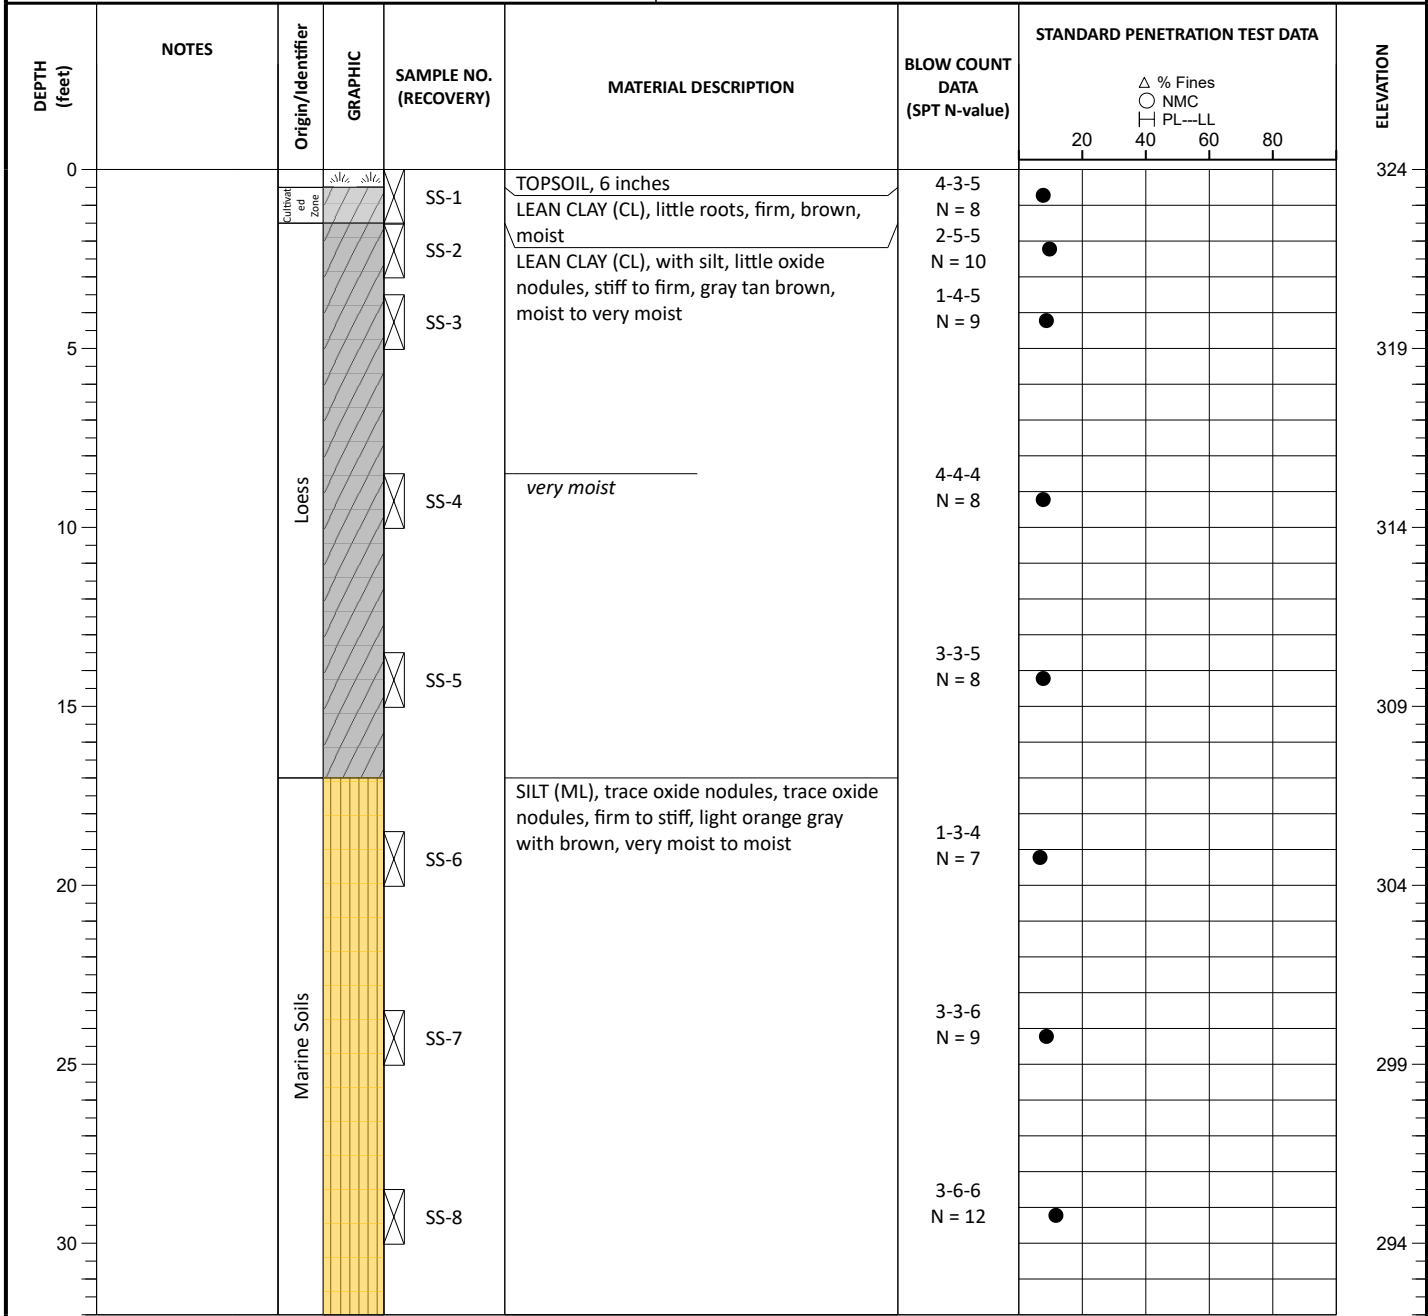 DEPTH
(feet)
NOTES
Origin/Identifier
GRAPHIC
SAMPLE NO.
(RECOVERY)
MATERIAL DESCRIPTION
BLOW COUNT
DATA
(SPT N-value)
STANDARD PENETRATION TEST DATA
△ % Fines
○ NMC
PL---LL
20 40 60 80
ELEVATION
0
324
Cultivat
ed
Zone
SS-1
TOPSOIL, 6 inches
LEAN CLAY (CL), little roots, firm, brown,
moist
4-3-5
N = 8
SS-2
LEAN CLAY (CL), with silt, little oxide
nodules, stiff to firm, gray tan brown,
moist to very moist
2-5-5
N = 10
SS-3
1-4-5
N = 9
5
319
Loess
SS-4
very moist
4-4-4
N = 8
10
314
SS-5
3-3-5
N = 8
15
309
Marine Soils
SILT (ML), trace oxide nodules, trace oxide
nodules, firm to stiff, light orange gray
with brown, very moist to moist
SS-6
1-3-4
N = 7
20
304
SS-7
3-3-6
N = 9
25
299
SS-8
3-6-6
N = 12
30
294